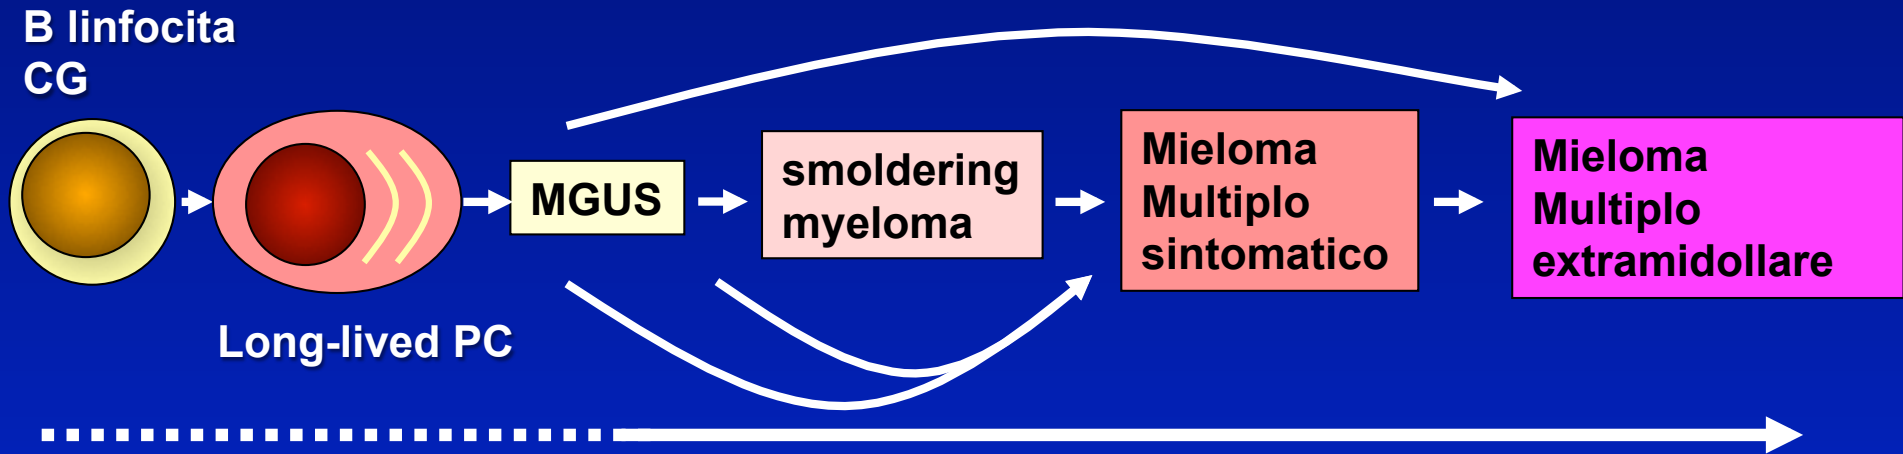 B linfocita
CG
Long-lived PC
MGUS
smoldering
myeloma
Mieloma
Multiplo
sintomatico
Mieloma
Multiplo
extramidollare